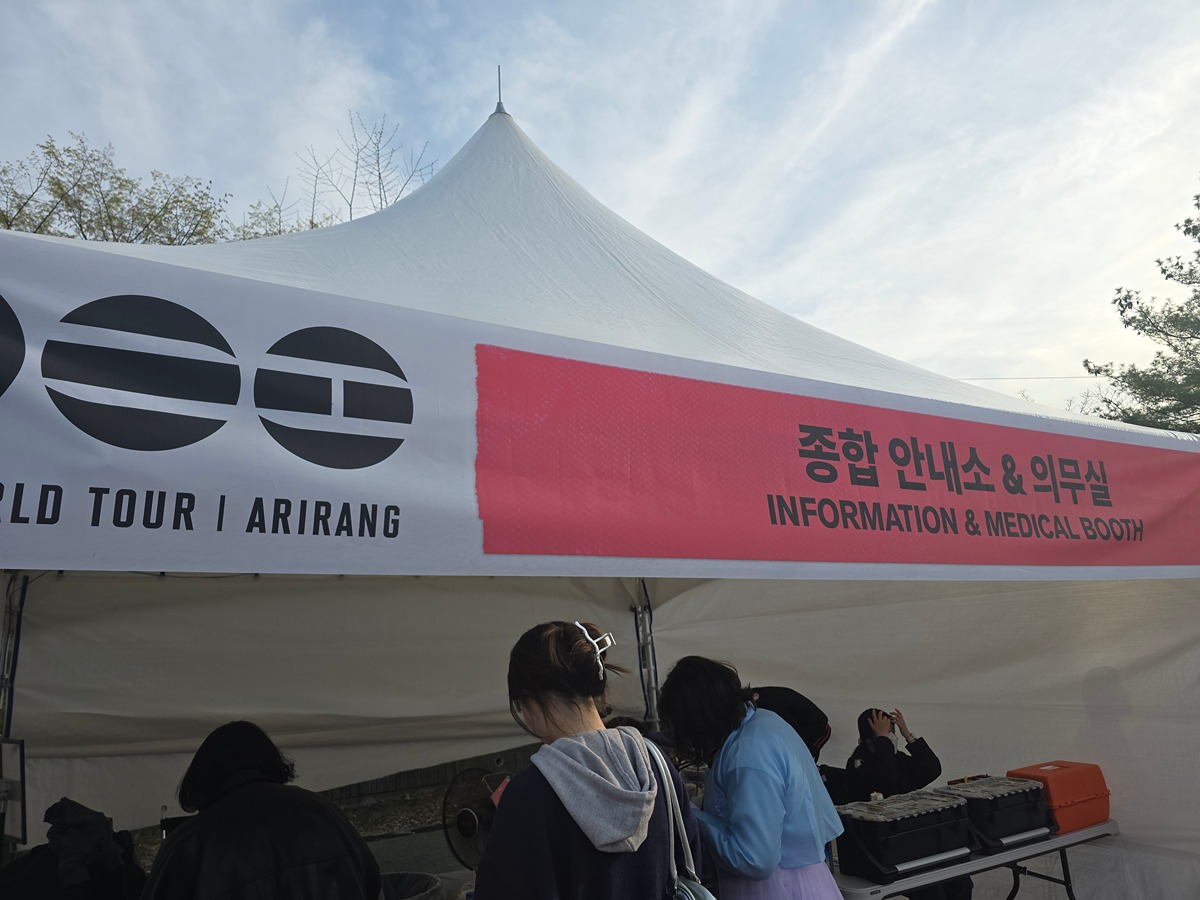 RLD TOUR | ARIRANG
종합 안내소 & 의무실
INFORMATION & MEDICAL BOOTH